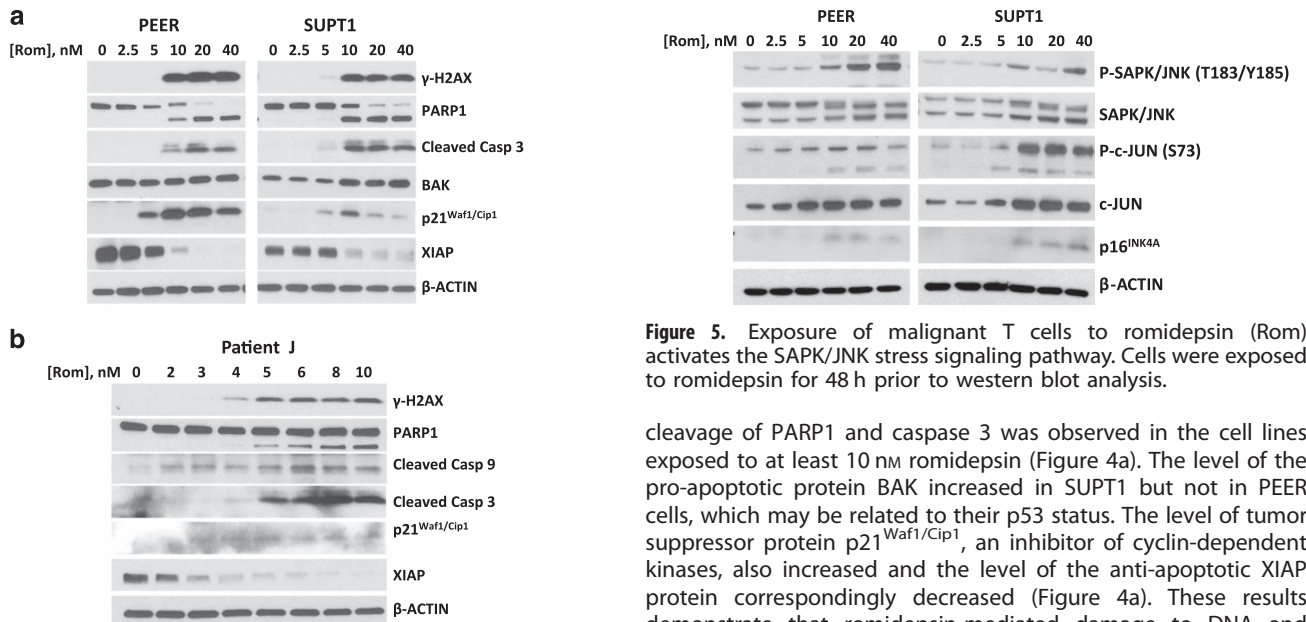 a
PEER SUPT1
[Rom], nM 0 2.5 5 10 20 40 0 2.5 5 10 20 40
γ-H2AX
PARP1
Cleaved Casp 3
BAK
p21Waf1/Cip1
XIAP
β-ACTIN
b
Patient J
[Rom], nM 0 2 3 4 5 6 8 10
γ-H2AX
PARP1
Cleaved Casp 9
Cleaved Casp 3
p21Waf1/Cip1
XIAP
β-ACTIN
PEER SUPT1
[Rom], nM 0 2.5 5 10 20 40 0 2.5 5 10 20 40
P-SAPK/JNK (T183/Y185)
SAPK/JNK
P-c-JUN (S73)
c-JUN
p16INK4A
β-ACTIN
Figure 5. Exposure of malignant T cells to romidepsin (Rom)
activates the SAPK/JNK stress signaling pathway. Cells were exposed
to romidepsin for 48 h prior to western blot analysis.
cleavage of PARP1 and caspase 3 was observed in the cell lines
exposed to at least 10 nM romidepsin (Figure 4a). The level of the
pro-apoptotic protein BAK increased in SUPT1 but not in PEER
cells, which may be related to their p53 status. The level of tumor
suppressor protein p21Waf1/Cip1, an inhibitor of cyclin-dependent
kinases, also increased and the level of the anti-apoptotic XIAP
protein correspondingly decreased (Figure 4a). These results
demonstrate that romidepsin-mediated damage to DNA and